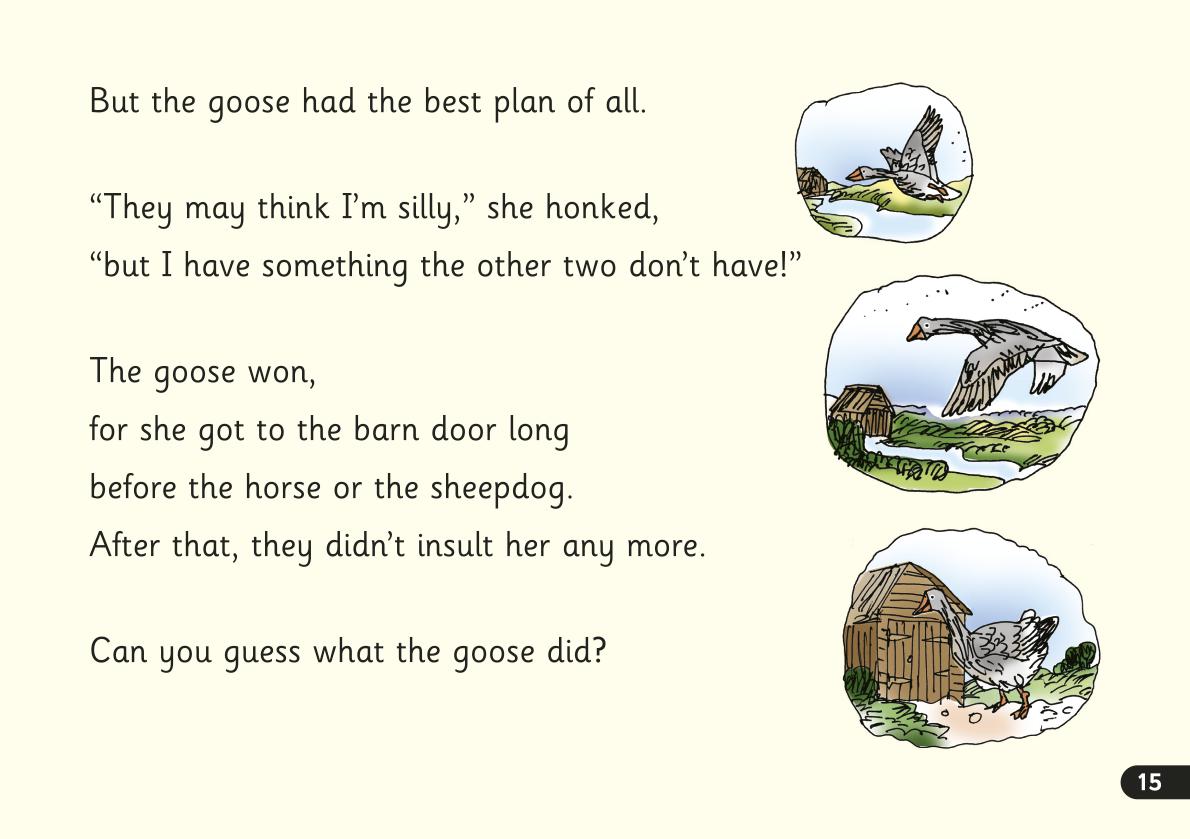 But the goose had the best plan of all.
“They may think I’m silly,” she honked,
“but I have something the other two don’t have!”
The goose won,
for she got to the barn door long
before the horse or the sheepdog.
After that, they didn’t insult her any more.
Can you guess what the goose did?
15